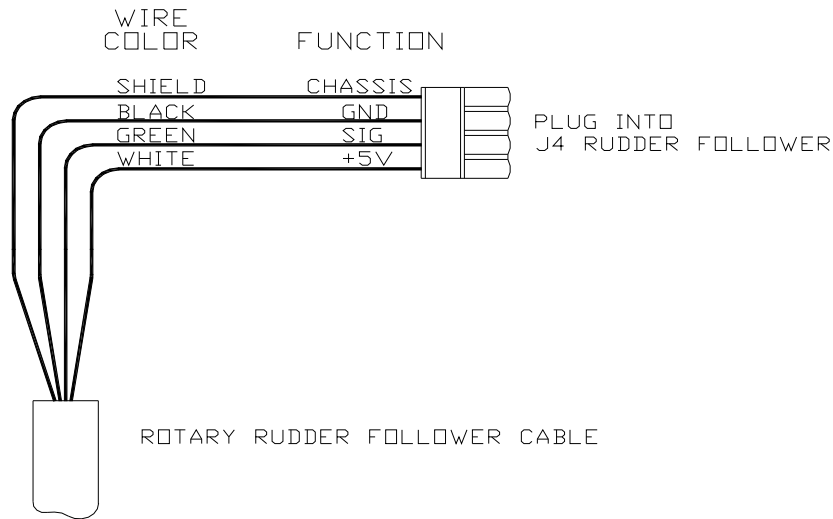 WIRE
COLOR
FUNCTION
SHIELD CHASSIS
BLACK GND
GREEN SIG
WHITE +5V
PLUG INTO
J4 RUDDER FOLLOWER
ROTARY RUDDER FOLLOWER CABLE